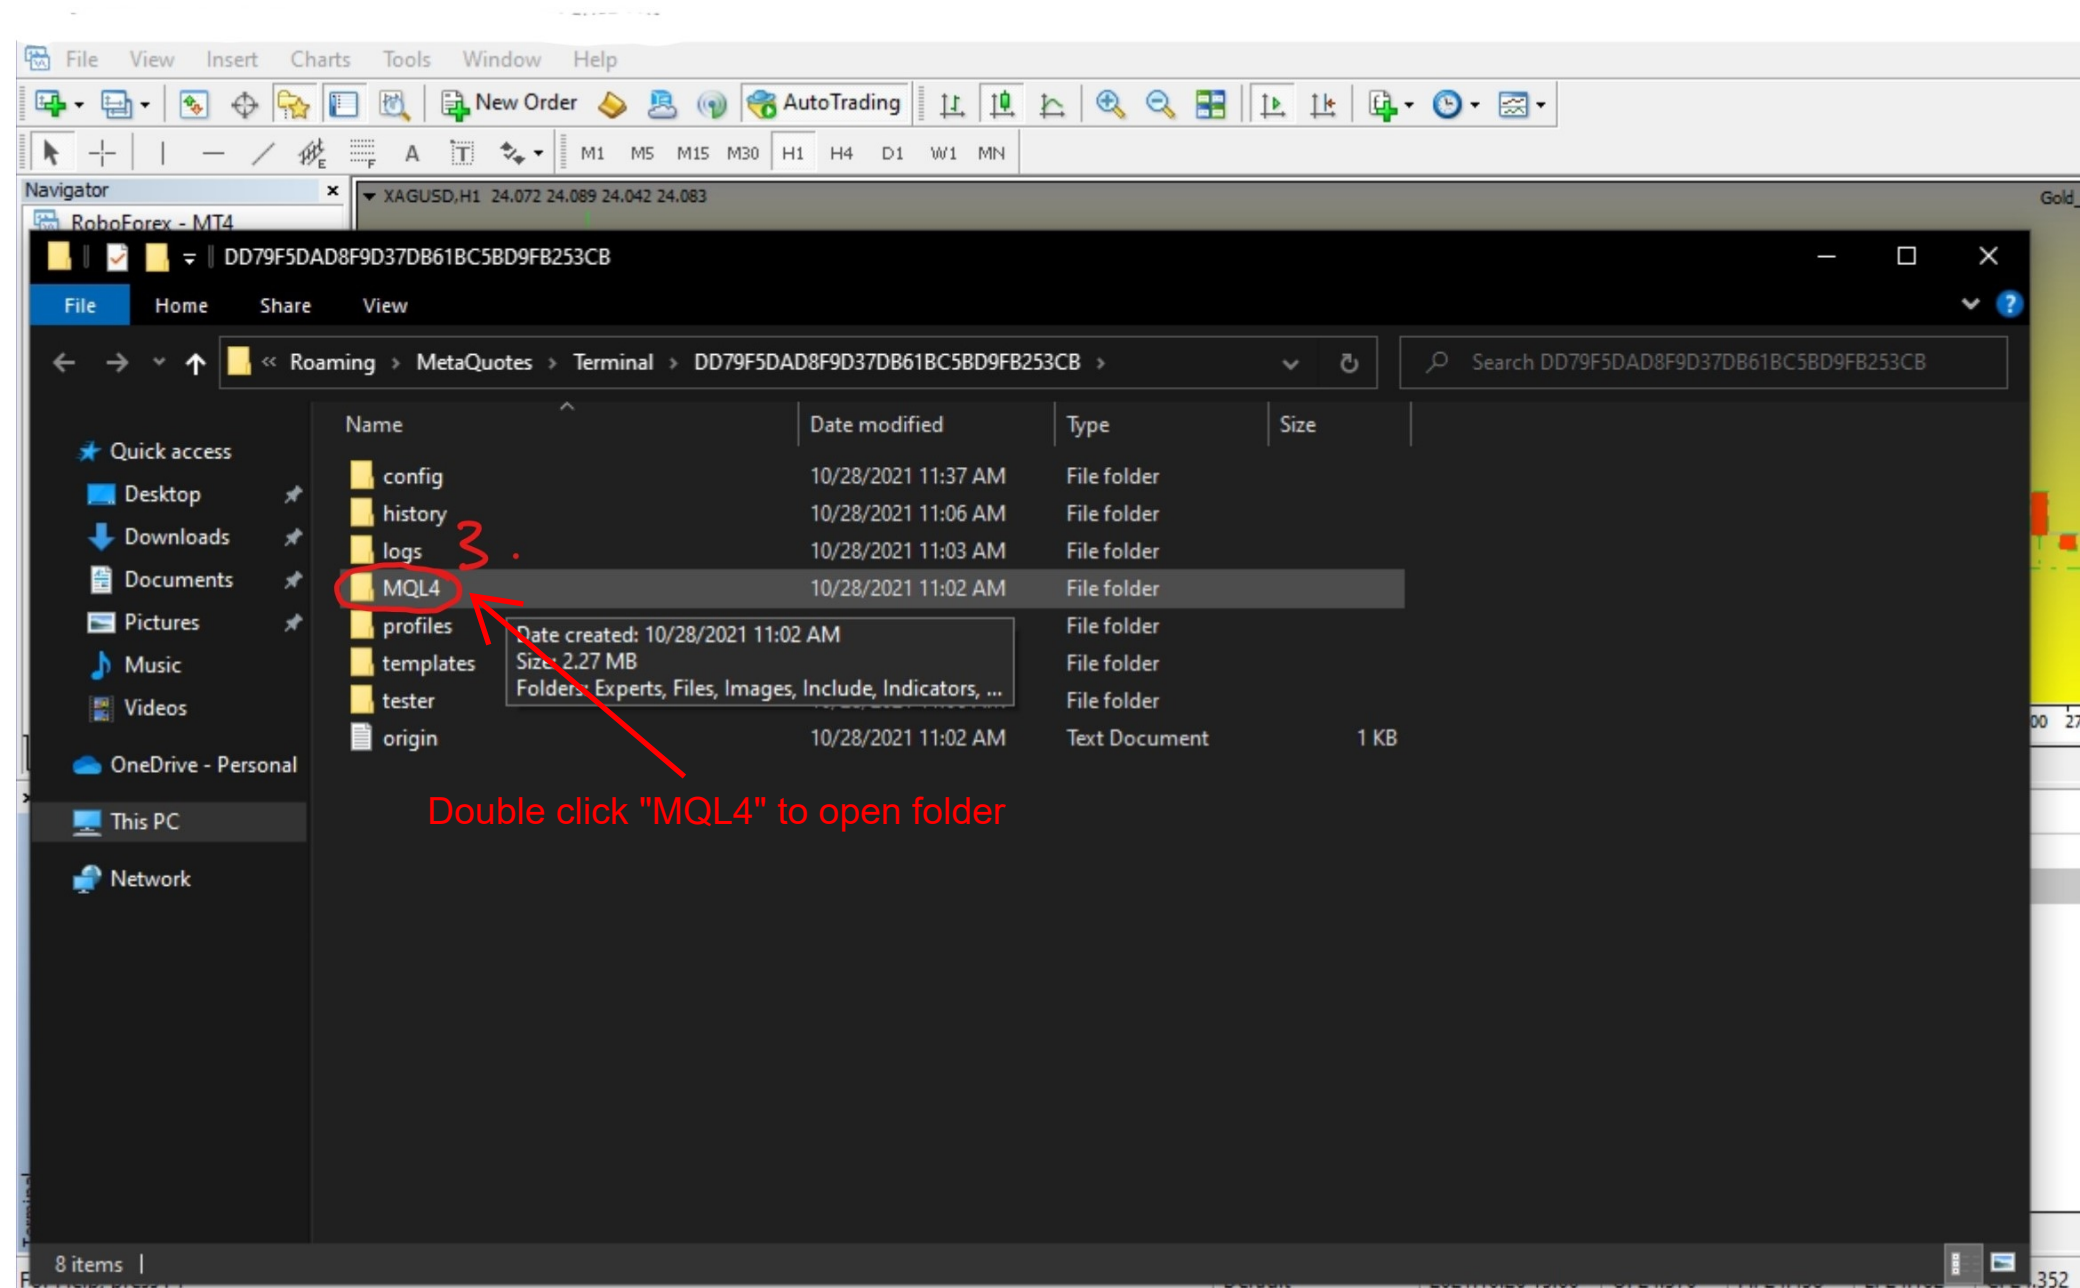 File View Insert Charts Tools Window Help
New Order AutoTrading
E F A T M1 M5 M15 M30 H1 H4 D1 W1 MN
Navigator × XAGUSD,H1 24.072 24.089 24.042 24.083 Gold_
RoboForex - MT4
DD79F5DAD8F9D37DB61BC5BD9FB253CB
File Home Share View
« Roaming > MetaQuotes > Terminal > DD79F5DAD8F9D37DB61BC5BD9FB253CB > Search DD79F5DAD8F9D37DB61BC5BD9FB253CB
Name Date modified Type Size
Quick access
Desktop
Downloads
Documents
Pictures
Music
Videos
OneDrive - Personal
This PC
Network
config 10/28/2021 11:37 AM File folder
history 10/28/2021 11:06 AM File folder
3.
logs 10/28/2021 11:03 AM File folder
MQL4 10/28/2021 11:02 AM File folder
profiles File folder
templates File folder
tester File folder
origin 10/28/2021 11:02 AM Text Document 1 KB
Date created: 10/28/2021 11:02 AM
Size: 2.27 MB
Folders: Experts, Files, Images, Include, Indicators, ...
Double click "MQL4" to open folder
00 27
Terminal
8 items
.352